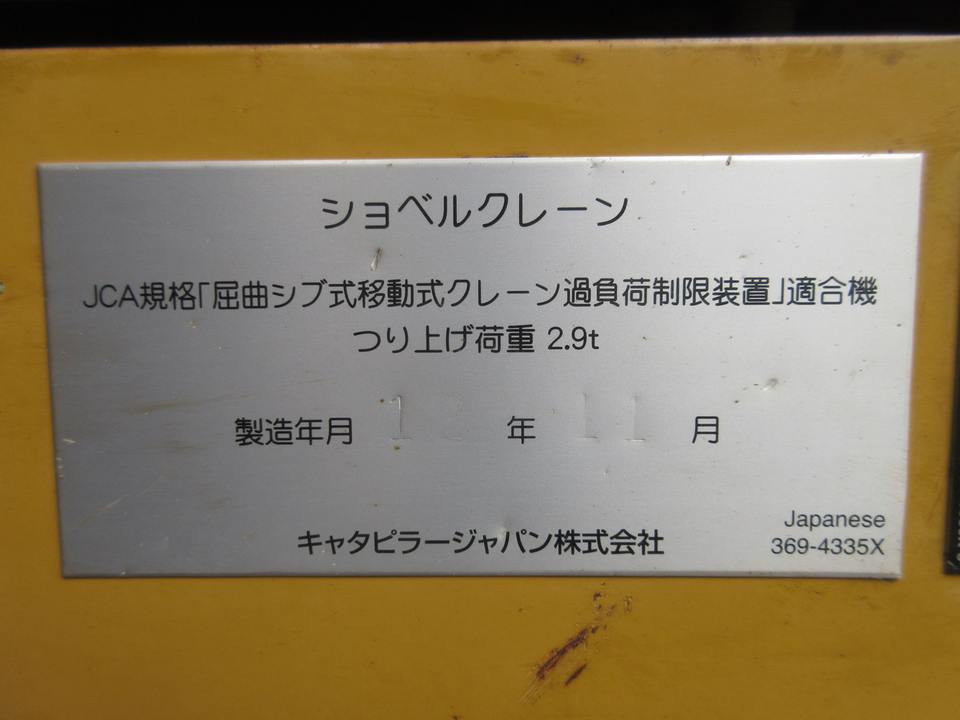 ショベルクレーン
JCA規格「屈曲シブ式移動式クレーン過負荷制限装置」適合機
つり上げ荷重 2.9t
製造年月 12 年 11 月
キャタピラージャパン株式会社
Japanese
369-4335X